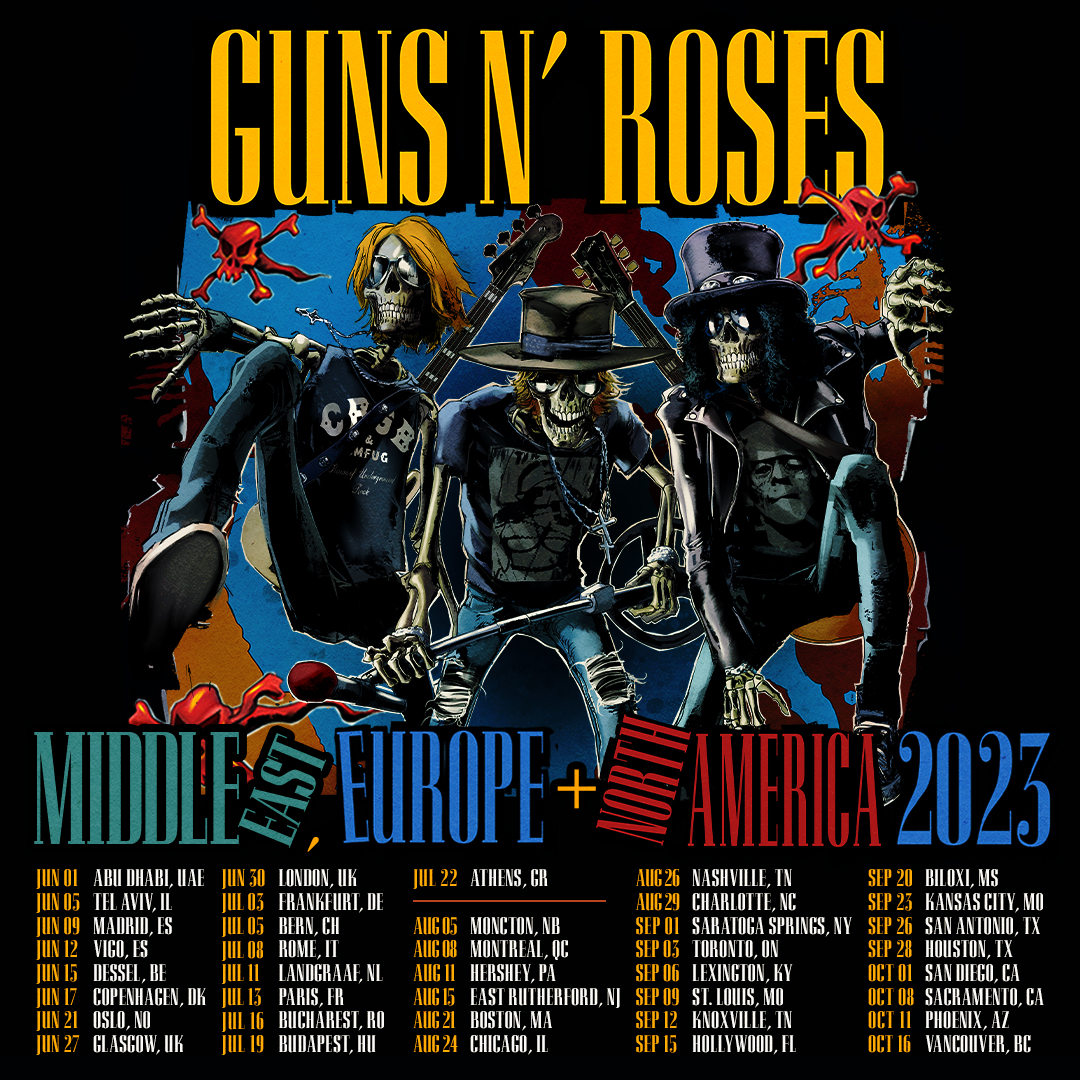 GUNS N' ROSES
CBGB
&
OMFUG
Underground
Rock
MIDDLE EAST, EUROPE + NORTH AMERICA 2023
JUN 01 ABU DHABI, UAE
JUN 05 TEL AVIV, IL
JUN 09 MADRID, ES
JUN 12 VIGO, ES
JUN 15 DESSEL, BE
JUN 17 COPENHAGEN, DK
JUN 21 OSLO, NO
JUN 27 GLASGOW, UK
JUN 30 LONDON, UK
JUL 03 FRANKFURT, DE
JUL 05 BERN, CH
JUL 08 ROME, IT
JUL 11 LANDGRAAF, NL
JUL 13 PARIS, FR
JUL 16 BUCHAREST, RO
JUL 19 BUDAPEST, HU
JUL 22 ATHENS, GR
AUG 05 MONCTON, NB
AUG 08 MONTREAL, QC
AUG 11 HERSHEY, PA
AUG 15 EAST RUTHERFORD, NJ
AUG 21 BOSTON, MA
AUG 24 CHICAGO, IL
AUG 26 NASHVILLE, TN
AUG 29 CHARLOTTE, NC
SEP 01 SARATOGA SPRINGS, NY
SEP 03 TORONTO, ON
SEP 06 LEXINGTON, KY
SEP 09 ST. LOUIS, MO
SEP 12 KNOXVILLE, TN
SEP 15 HOLLYWOOD, FL
SEP 20 BILOXI, MS
SEP 23 KANSAS CITY, MO
SEP 26 SAN ANTONIO, TX
SEP 28 HOUSTON, TX
OCT 01 SAN DIEGO, CA
OCT 08 SACRAMENTO, CA
OCT 11 PHOENIX, AZ
OCT 16 VANCOUVER, BC